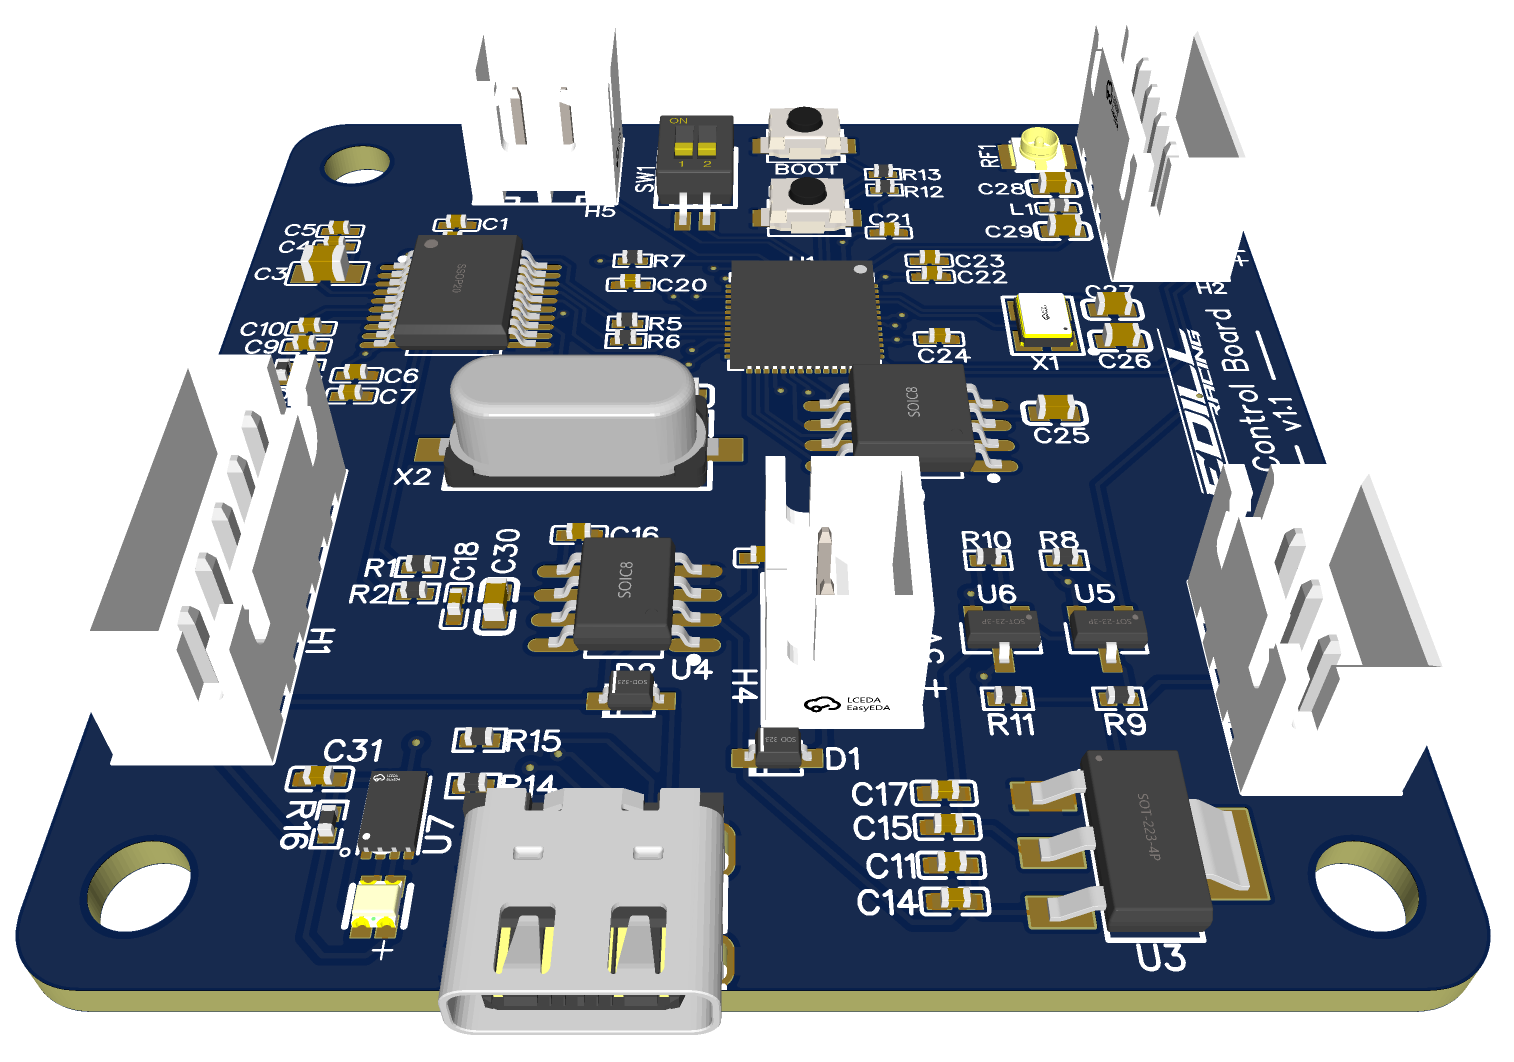 ON
1 2
SW1
BOOT
H5
R13
R12
RF1
C28
L1
C29
C1
C5
C4
C3
SSOP20
R7
C20
C21
C23
C22
U1
H2
+
C27
C26
X1
C24
R5
R6
C10
C9
C6
C7
SOIC8
C25
RACING
Control Board
v1.1
X2
C16
C18
C30
R1
R2
SOIC8
U4
H1
R10
R8
U6
U5
SOT-23-3P
SOT-23-3P
R11
R9
5V
+
H4
LCEDA
EasyEDA
D2
SOD-323
SOD-323
D1
R15
R14
C31
R16
U7
+
C17
C15
C11
C14
SOT-223-4P
U3